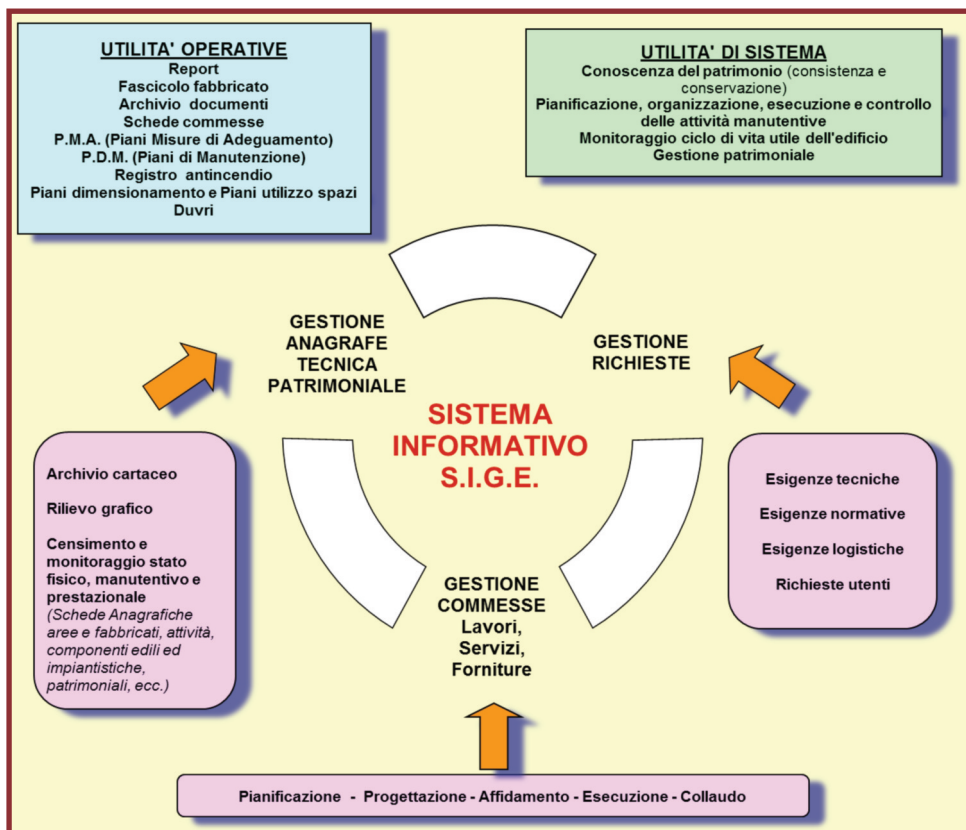 UTILITA' OPERATIVE
Report
Fascicolo fabbricato
Archivio documenti
Schede commesse
P.M.A. (Piani Misure di Adeguamento)
P.D.M. (Piani di Manutenzione)
Registro antincendio
Piani dimensionamento e Piani utilizzo spazi
Duvri
UTILITA' DI SISTEMA
Conoscenza del patrimonio (consistenza e
conservazione)
Pianificazione, organizzazione, esecuzione e controllo
delle attività manutentive
Monitoraggio ciclo di vita utile dell'edificio
Gestione patrimoniale
GESTIONE
ANAGRAFE
TECNICA
PATRIMONIALE
GESTIONE
RICHIESTE
SISTEMA
INFORMATIVO
S.I.G.E.
Archivio cartaceo
Rilievo grafico
Censimento e
monitoraggio stato
fisico, manutentivo e
prestazionale
(Schede Anagrafiche
aree e fabbricati, attività,
componenti edili ed
impiantistiche,
patrimoniali, ecc.)
Esigenze tecniche
Esigenze normative
Esigenze logistiche
Richieste utenti
GESTIONE
COMMESSE
Lavori,
Servizi,
Forniture
Pianificazione - Progettazione - Affidamento - Esecuzione - Collaudo